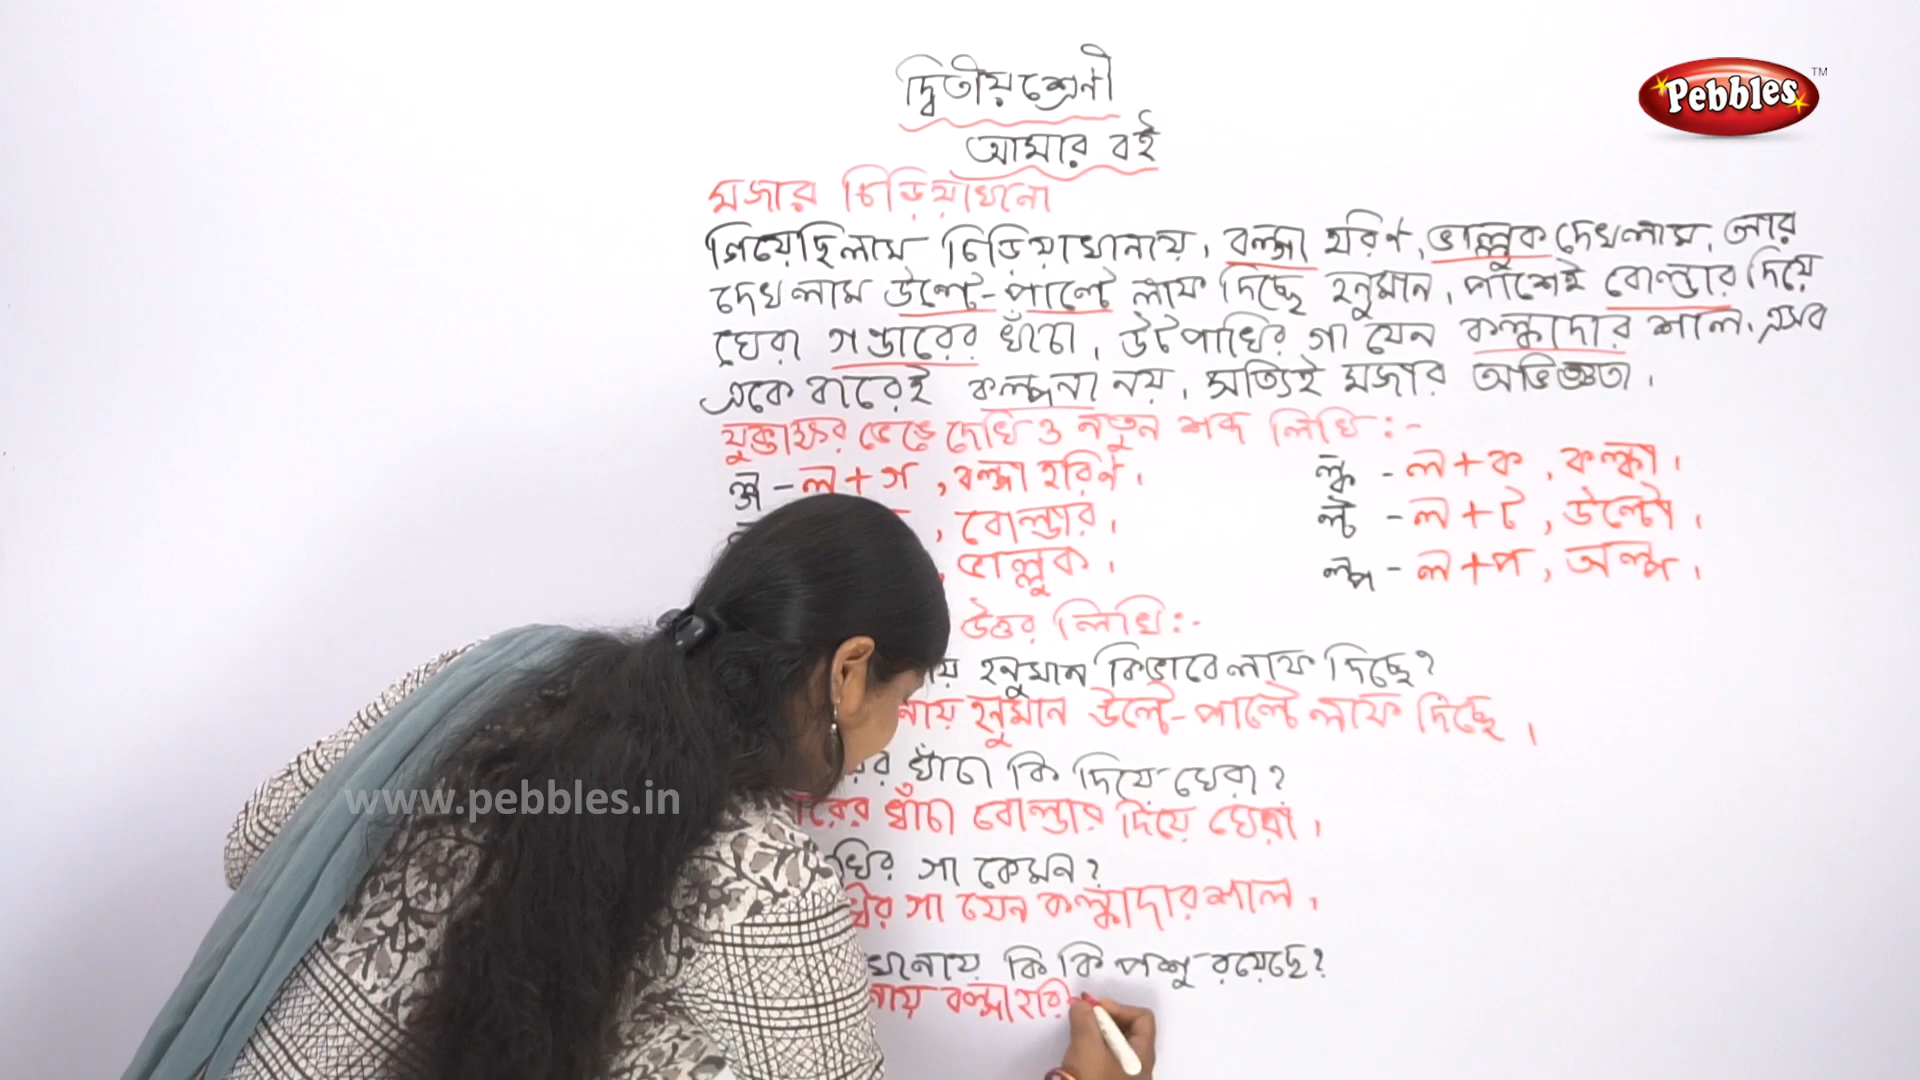 Pebbles TM
দ্বিতীয় শ্রেনী
আমার বই
মজার চিড়িয়াখানা
গিয়েছিলাম চিড়িয়াখানায়। বল্গা হরিণ, ভাল্লুক দেখলাম, আর
দেখলাম উল্টে-পাল্টে লাফ দিচ্ছে হনুমান। পাশেই বোল্ডার দিয়ে
ঘেরা গণ্ডারের খাঁচা। উটপাখির গা যেন কল্কাদার শাল। এসব
একে বারেই কল্পনা নয়। সত্যিই মজার অভিজ্ঞতা।
যুক্তাক্ষর ভেঙে দেখি ও নতুন শব্দ লিখি:-
ল্গ - ল + গ, বল্গা হরিণ। ল্ক - ল + ক, কল্কা।
, বোল্ডার। ল্ট - ল + ট, উল্টো।
, ভাল্লুক। ল্প - ল + প, অল্প।
উত্তর লিখি:-
য় হনুমান কিভাবে লাফ দিচ্ছে?
নায় হনুমান উল্টে-পাল্টে লাফ দিচ্ছে।
রের খাঁচা কি দিয়ে ঘেরা?
www.pebbles.in
রের খাঁচা বোল্ডার দিয়ে ঘেরা।
খির গা কেমন?
খির গা যেন কল্কাদার শাল।
খানায় কি কি পশু রয়েছে?
নায় বল্গা হরি